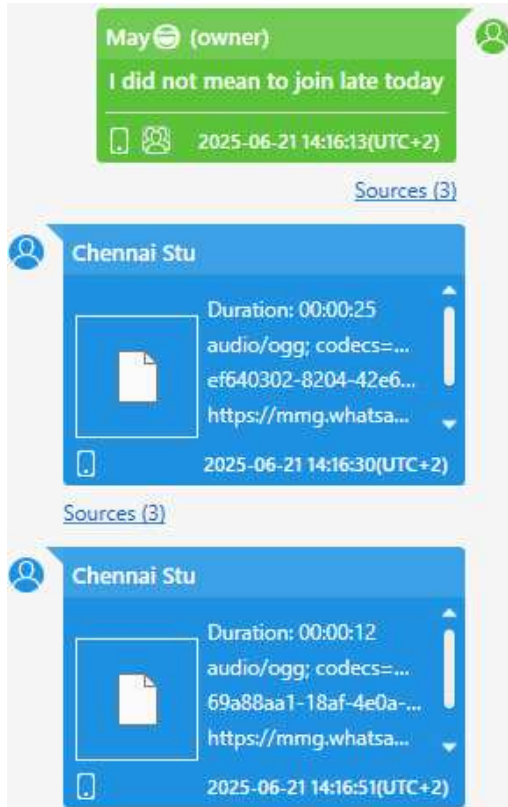 May😁 (owner)
I did not mean to join late today
2025-06-21 14:16:13(UTC+2)
Sources (3)
Chennai Stu
Duration: 00:00:25
audio/ogg; codecs=...
ef640302-8204-42e6...
https://mmg.whatsa...
2025-06-21 14:16:30(UTC+2)
Sources (3)
Chennai Stu
Duration: 00:00:12
audio/ogg; codecs=...
69a88aa1-18af-4e0a-...
https://mmg.whatsa...
2025-06-21 14:16:51(UTC+2)